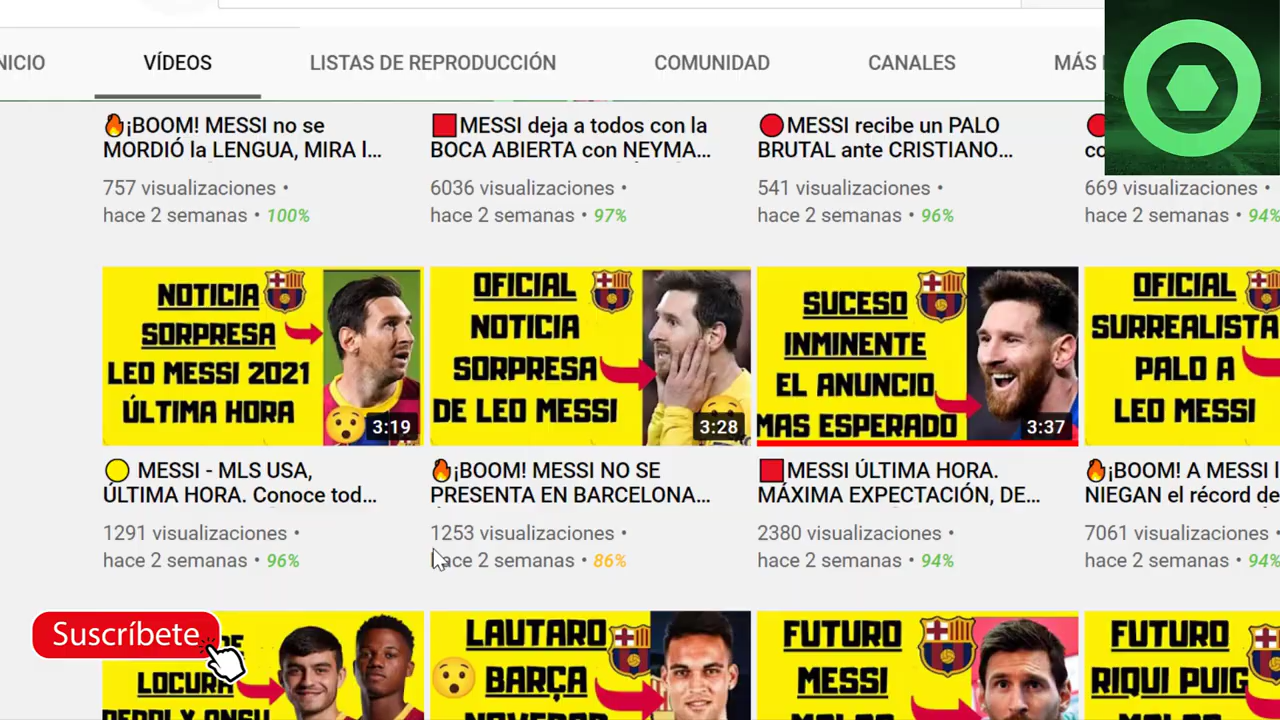 NICIO
VÍDEOS
LISTAS DE REPRODUCCIÓN
COMUNIDAD
CANALES
MÁS
¡BOOM! MESSI no se
MORDIÓ la LENGUA, MIRA l...
757 visualizaciones •
hace 2 semanas • 100%
MESSI deja a todos con la
BOCA ABIERTA con NEYMA...
6036 visualizaciones •
hace 2 semanas • 97%
MESSI recibe un PALO
BRUTAL ante CRISTIANO...
541 visualizaciones •
hace 2 semanas • 96%
co
669 visualizaciones •
hace 2 semanas • 94%
NOTICIA
SORPRESA
LEO MESSI 2021
ÚLTIMA HORA
3:19
OFICIAL
NOTICIA
SORPRESA
DE LEO MESSI
3:28
SUCESO
INMINENTE
EL ANUNCIO
MAS ESPERADO
3:37
OFICIAL
SURREALISTA
PALO A
LEO MESSI
MESSI - MLS USA,
ÚLTIMA HORA. Conoce tod...
1291 visualizaciones •
hace 2 semanas • 96%
¡BOOM! MESSI NO SE
PRESENTA EN BARCELONA...
1253 visualizaciones •
hace 2 semanas • 86%
MESSI ÚLTIMA HORA.
MÁXIMA EXPECTACIÓN, DE...
2380 visualizaciones •
hace 2 semanas • 94%
¡BOOM! A MESSI l
NIEGAN el récord de
7061 visualizaciones •
hace 2 semanas • 94%
Suscríbete
RE
LOCURA
PEDRI Y ANSU
LAUTARO
BARÇA
NOVEDAD
FUTURO
MESSI
MALAS
FUTURO
RIQUI PUIG
MALAS